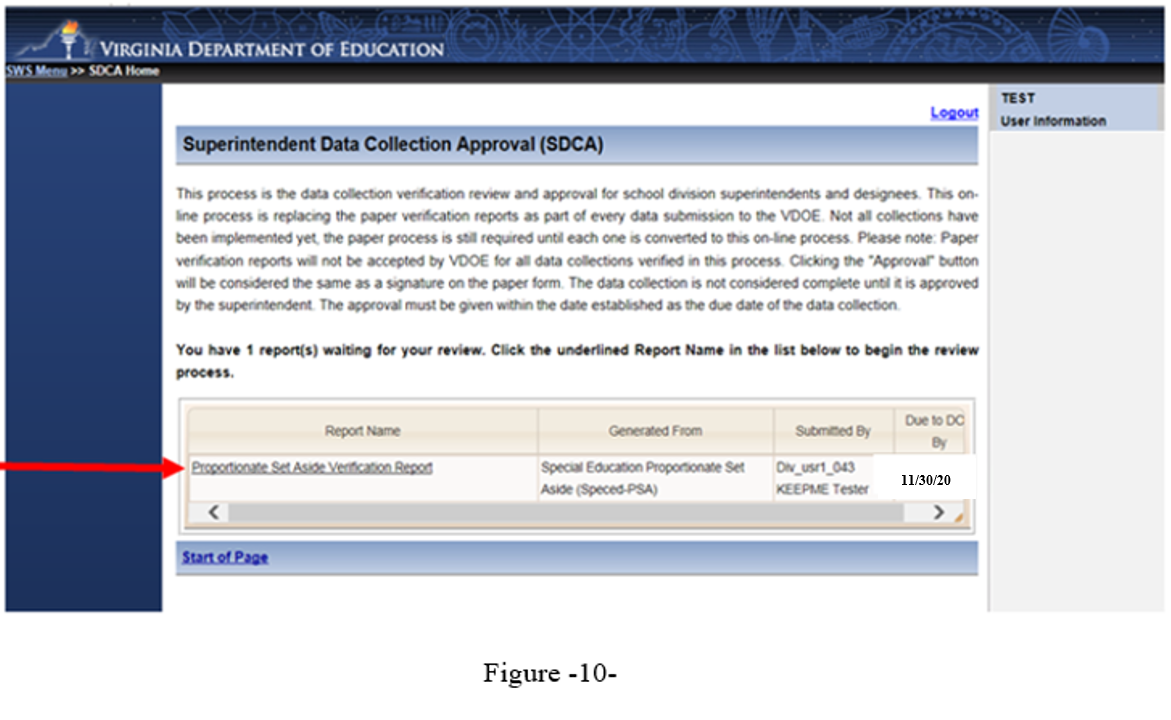 VIRGINIA DEPARTMENT OF EDUCATION
SWS Menu >> SDCA Home
TEST
User Information
Logout
Superintendent Data Collection Approval (SDCA)
This process is the data collection verification review and approval for school division superintendents and designees. This on-
line process is replacing the paper verification reports as part of every data submission to the VDOE. Not all collections have
been implemented yet, the paper process is still required until each one is converted to this on-line process. Please note: Paper
verification reports will not be accepted by VDOE for all data collections verified in this process. Clicking the "Approval" button
will be considered the same as a signature on the paper form. The data collection is not considered complete until it is approved
by the superintendent. The approval must be given within the date established as the due date of the data collection.
You have 1 report(s) waiting for your review. Click the underlined Report Name in the list below to begin the review
process.
Report Name Generated From Submitted By Due to DO
By
Proportionate Set Aside Verification Report Special Education Proportionate Set Div_usr1_043
Aside (Speced-PSA) KEEPME Tester 11/30/20
Start of Page
Figure -10-